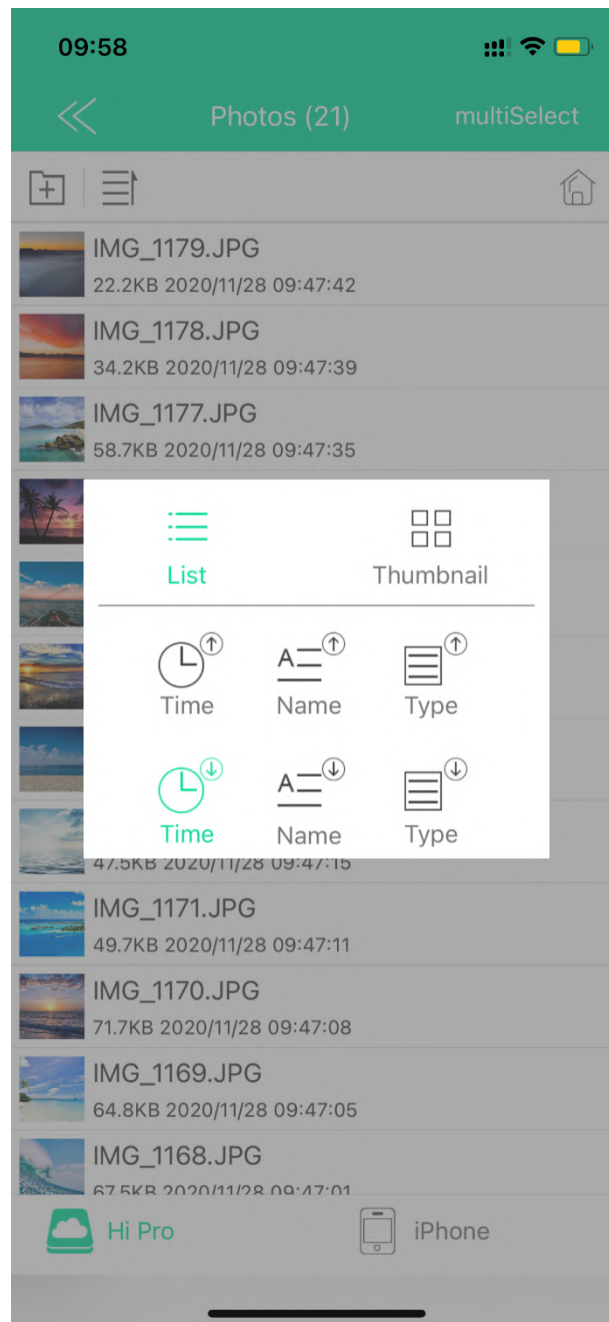 09:58
Photos (21)
multiSelect
IMG_1179.JPG
22.2KB 2020/11/28 09:47:42
IMG_1178.JPG
34.2KB 2020/11/28 09:47:39
IMG_1177.JPG
58.7KB 2020/11/28 09:47:35
List
Thumbnail
Time
Name
Type
Time
Name
Type
47.5KB 2020/11/28 09:47:15
IMG_1171.JPG
49.7KB 2020/11/28 09:47:11
IMG_1170.JPG
71.7KB 2020/11/28 09:47:08
IMG_1169.JPG
64.8KB 2020/11/28 09:47:05
IMG_1168.JPG
67.5KB 2020/11/28 09:47:01
Hi Pro
iPhone